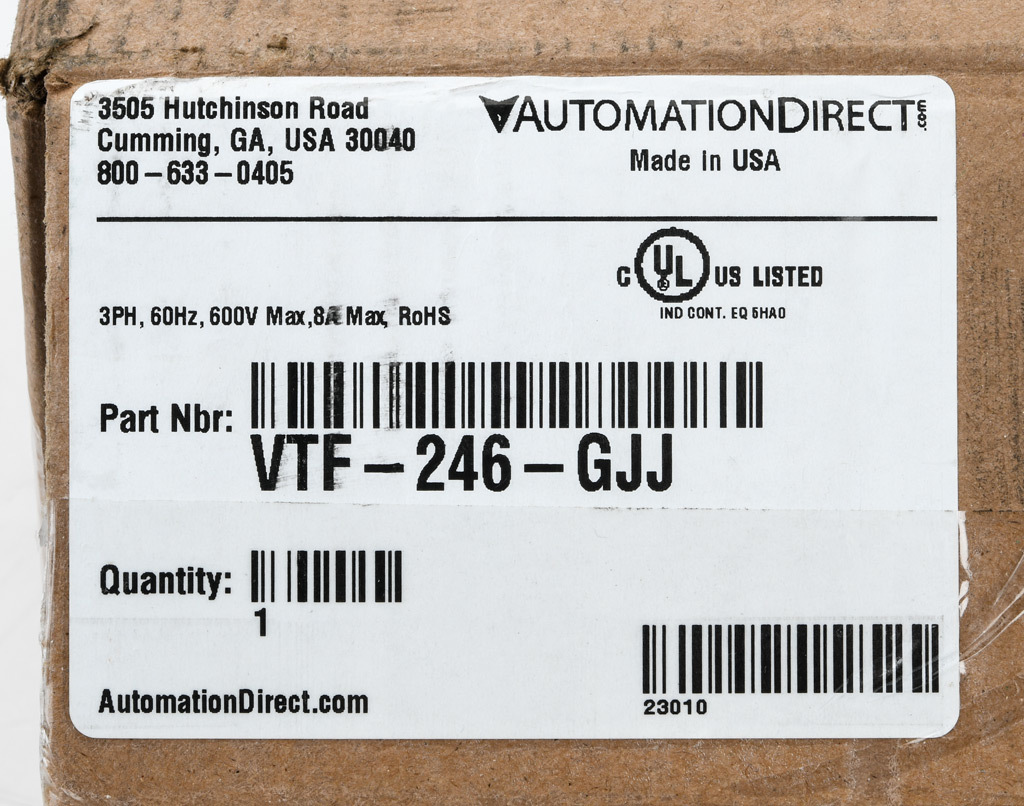 3505 Hutchinson Road
Cumming, GA, USA 30040
800-633-0405
AUTOMATIONDIRECT.com
Made in USA
C UL US LISTED
IND CONT. EQ 5HA0
3PH, 60Hz, 600V Max,8A Max, RoHS
Part Nbr:
VTF-246-GJJ
Quantity:
1
23010
AutomationDirect.com